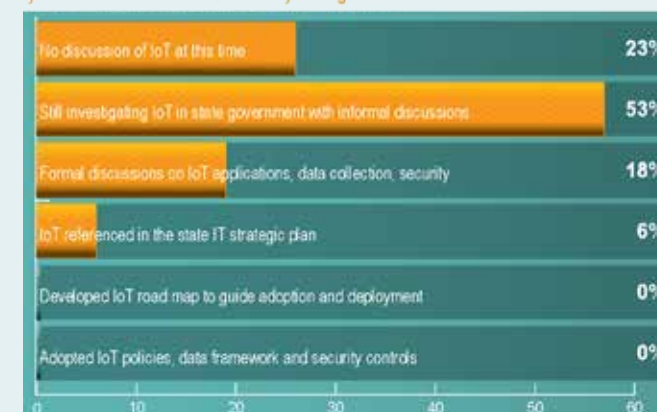 No discussion of IoT at this time 23%
Still investigating IoT in state government with informal discussions 53%
Formal discussions on IoT applications, data collection, security 18%
IoT referenced in the state IT strategic plan 6%
Developed IoT road map to guide adoption and deployment 0%
Adopted IoT policies, data framework and security controls 0%
0 10 20 30 40 50 60